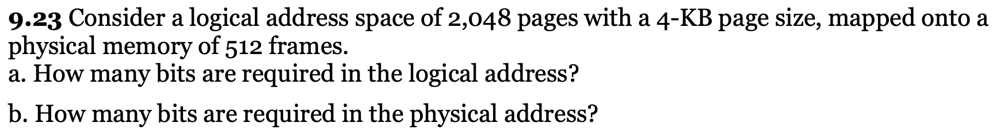 9.23 Consider a logical address space of 2,048 pages with a 4-KB page size, mapped onto a
physical memory of 512 frames.
a. How many bits are required in the logical address?
b. How many bits are required in the physical address?